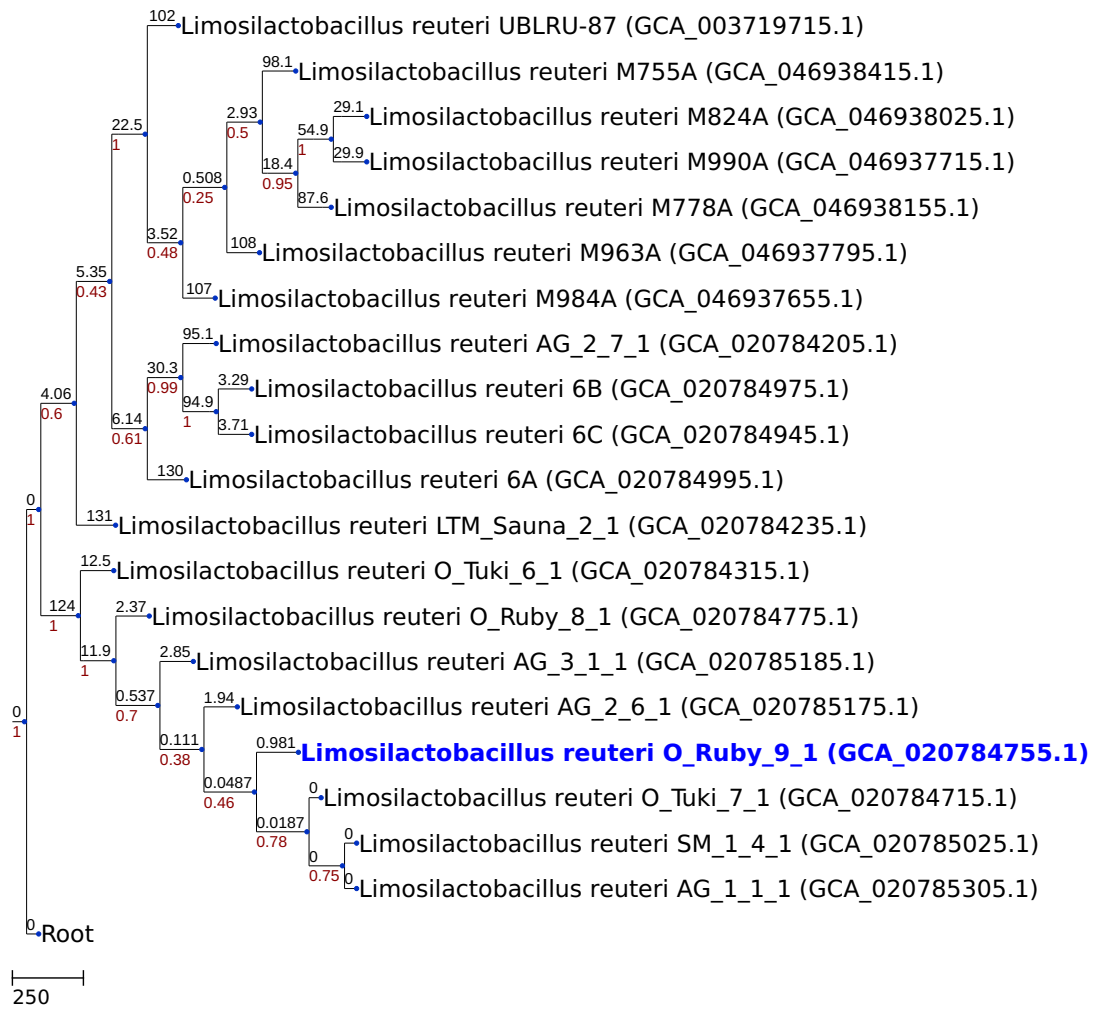 102
Limosilactobacillus reuteri UBLRU-87 (GCA_003719715.1)
98.1
Limosilactobacillus reuteri M755A (GCA_046938415.1)
2.93
0.5
29.1
Limosilactobacillus reuteri M824A (GCA_046938025.1)
54.9
1
22.5
1
29.9
Limosilactobacillus reuteri M990A (GCA_046937715.1)
18.4
0.95
0.508
0.25
87.6
Limosilactobacillus reuteri M778A (GCA_046938155.1)
3.52
0.48
108
Limosilactobacillus reuteri M963A (GCA_046937795.1)
5.35
0.43
107
Limosilactobacillus reuteri M984A (GCA_046937655.1)
95.1
Limosilactobacillus reuteri AG_2_7_1 (GCA_020784205.1)
30.3
0.99
3.29
Limosilactobacillus reuteri 6B (GCA_020784975.1)
4.06
0.6
94.9
1
6.14
0.61
3.71
Limosilactobacillus reuteri 6C (GCA_020784945.1)
130
Limosilactobacillus reuteri 6A (GCA_020784995.1)
0
1
131
Limosilactobacillus reuteri LTM_Sauna_2_1 (GCA_020784235.1)
12.5
Limosilactobacillus reuteri O_Tuki_6_1 (GCA_020784315.1)
124
1
2.37
Limosilactobacillus reuteri O_Ruby_8_1 (GCA_020784775.1)
11.9
1
2.85
Limosilactobacillus reuteri AG_3_1_1 (GCA_020785185.1)
0.537
0.7
1.94
Limosilactobacillus reuteri AG_2_6_1 (GCA_020785175.1)
0
1
0.111
0.38
0.981
Limosilactobacillus reuteri O_Ruby_9_1 (GCA_020784755.1)
0.0487
0.46
0
Limosilactobacillus reuteri O_Tuki_7_1 (GCA_020784715.1)
0.0187
0.78
0
Limosilactobacillus reuteri SM_1_4_1 (GCA_020785025.1)
0
0.75
0
Limosilactobacillus reuteri AG_1_1_1 (GCA_020785305.1)
0
Root
250